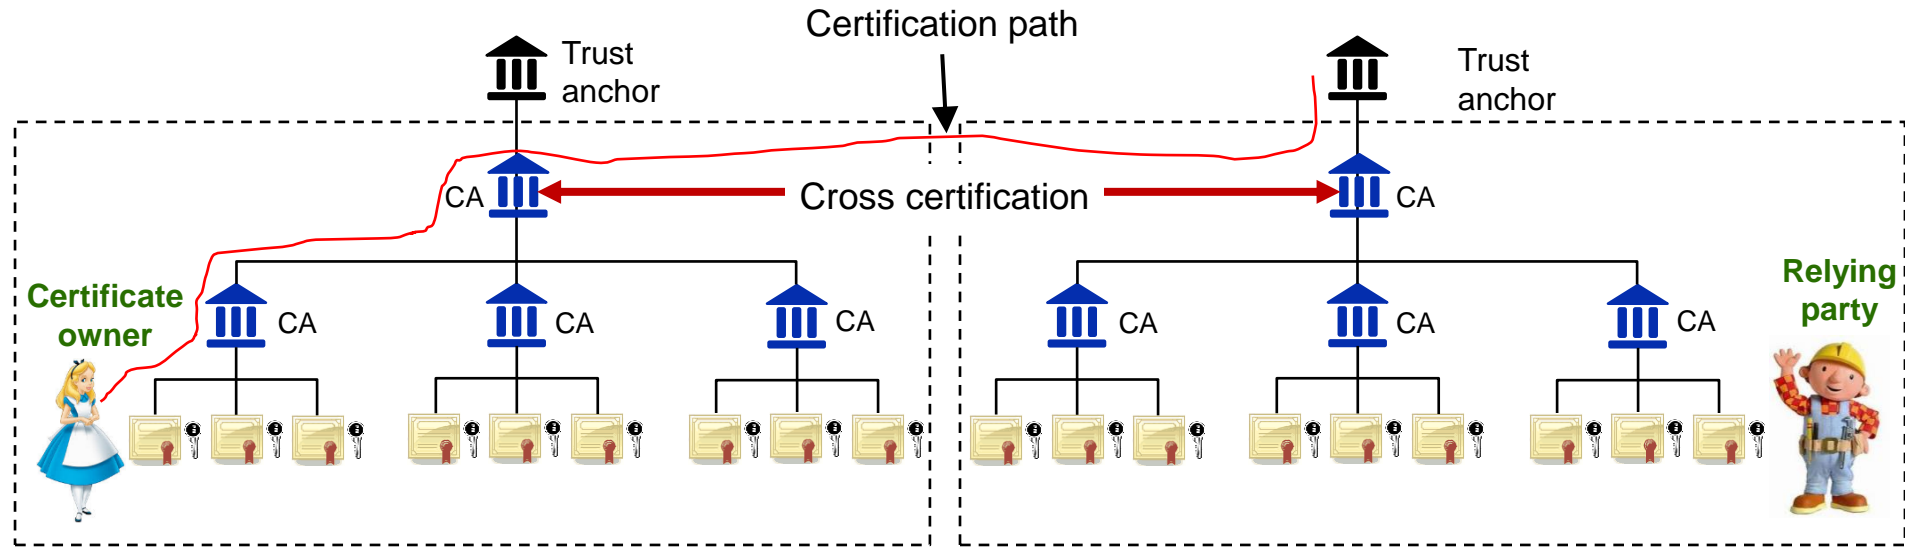 Certification path
Trust
anchor
Trust
anchor
CA
Cross certification
CA
Certificate
owner
CA
CA
CA
CA
CA
CA
Relying
party